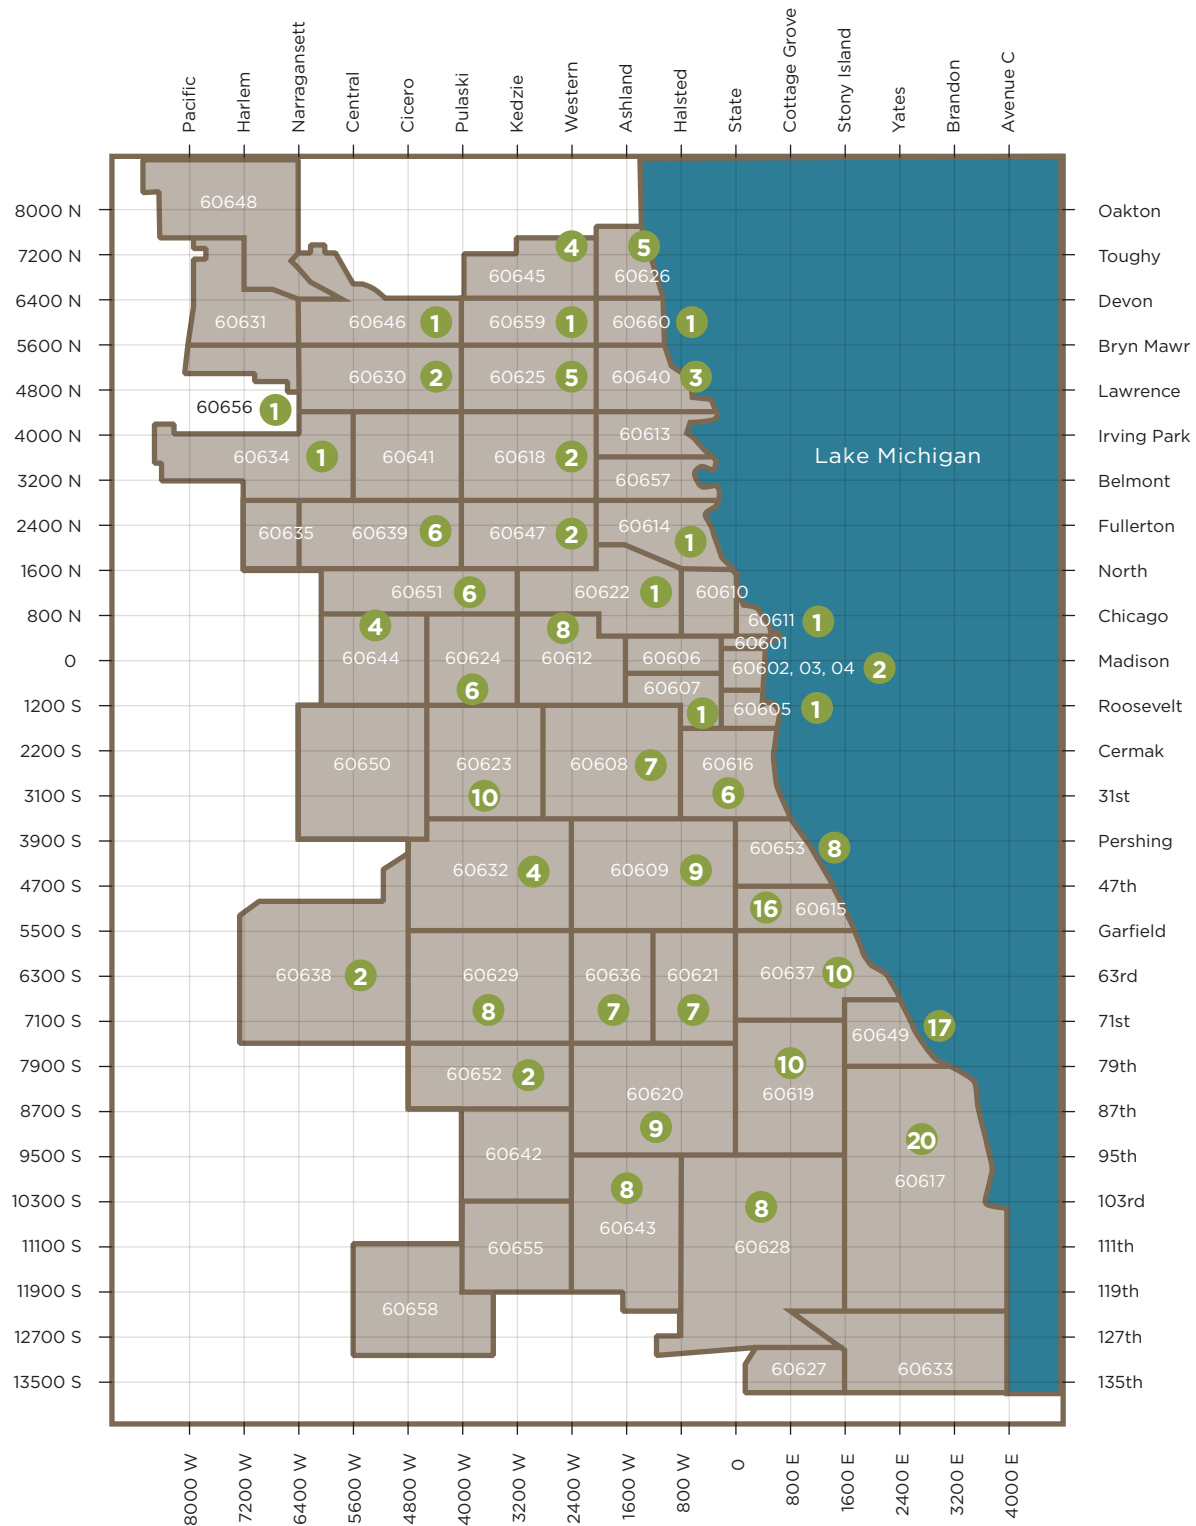 Pacific
Harlem
Narragansett
Central
Cicero
Pulaski
Kedzie
Western
Ashland
Halsted
State
Cottage Grove
Stony Island
Yates
Brandon
Avenue C
60648
8000 N
Oakton
4
5
7200 N
Toughy
60645
60626
6400 N
Devon
60631
60646
1
60659
1
60660
1
5600 N
Bryn Mawr
60630
2
60625
5
60640
3
4800 N
Lawrence
60656
1
4000 N
60613
Irving Park
60634
1
60641
60618
2
Lake Michigan
3200 N
60657
Belmont
2400 N
60614
Fullerton
60635
60639
6
60647
2
1
1600 N
North
60651
6
60622
1
60610
800 N
60611
1
Chicago
4
8
60601
0
60644
60624
60612
60606
60602, 03, 04
2
Madison
6
60607
1200 S
1
60605
1
Roosevelt
2200 S
Cermak
60650
60623
60608
7
60616
10
6
3100 S
31st
3900 S
60653
8
Pershing
60632
4
60609
9
4700 S
47th
16
60615
5500 S
Garfield
60638
2
60629
60636
60621
60637
10
6300 S
63rd
8
7
7
7100 S
17
71st
60649
7900 S
10
79th
60652
2
60620
60619
8700 S
87th
9
20
9500 S
95th
60642
60617
8
8
10300 S
103rd
60643
11100 S
60655
60628
111th
11900 S
119th
60658
12700 S
127th
13500 S
60627
60633
135th
8000 W
7200 W
6400 W
5600 W
4800 W
4000 W
3200 W
2400 W
1600 W
800 W
0
800 E
1600 E
2400 E
3200 E
4000 E